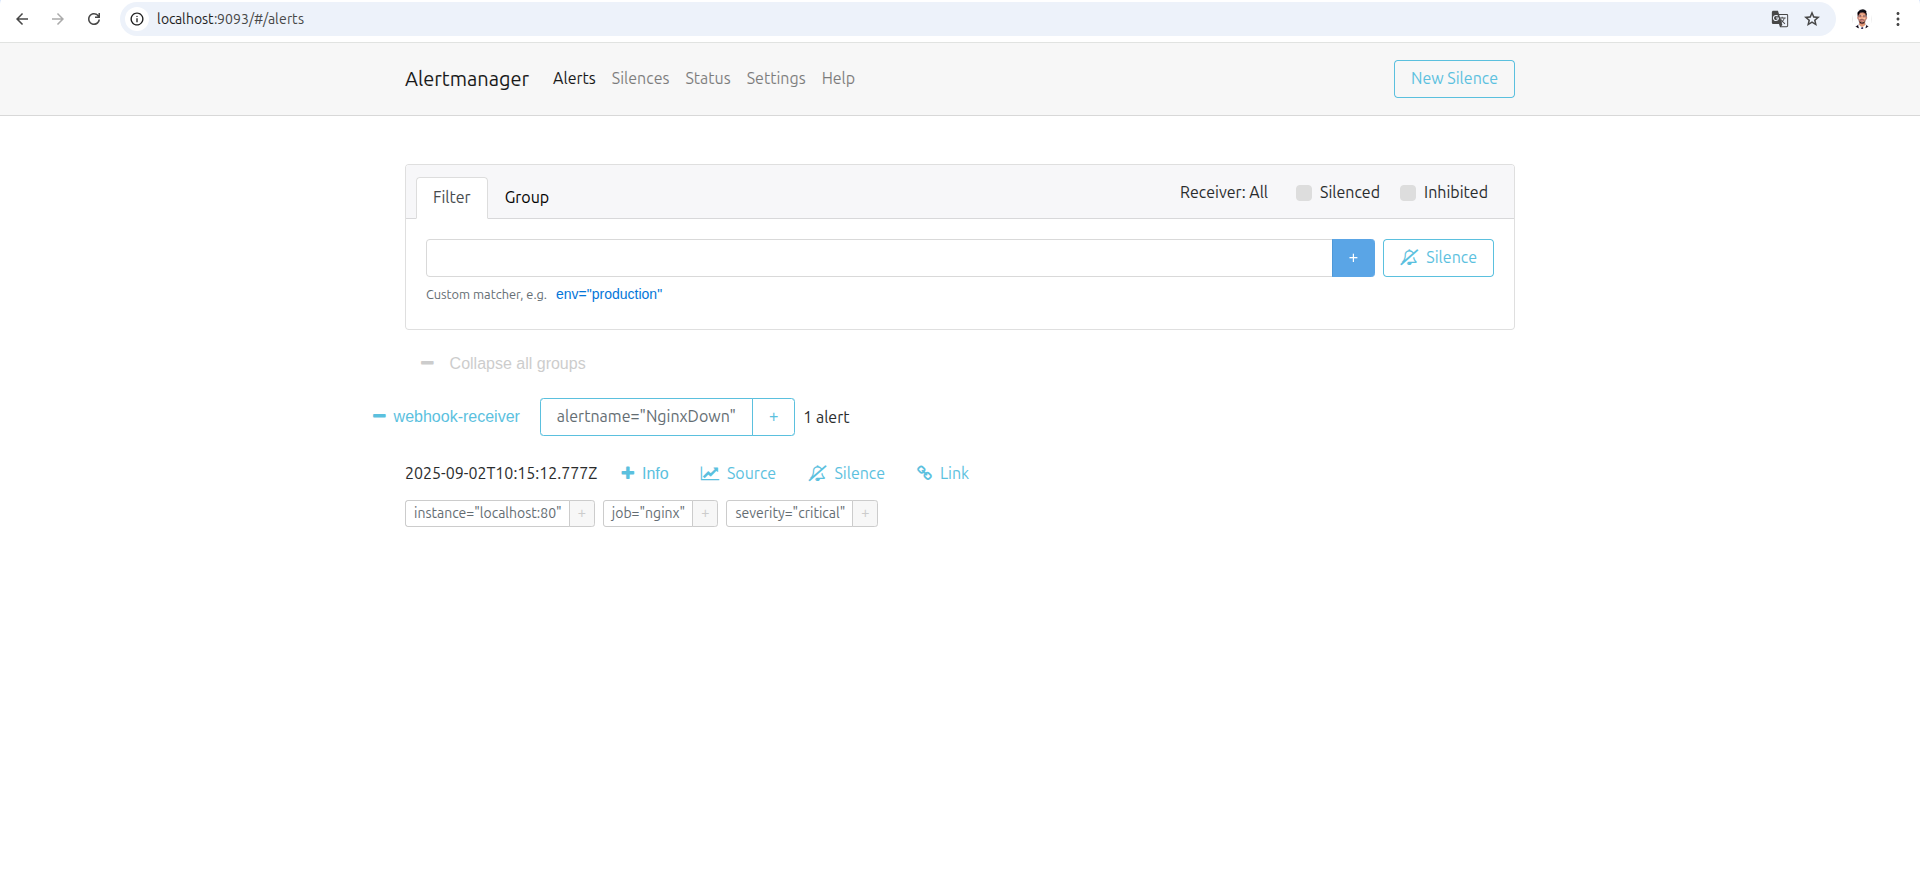 localhost:9093/#/alerts
Alertmanager Alerts Silences Status Settings Help New Silence
Filter Group Receiver: All Silenced Inhibited
+ Silence
Custom matcher, e.g. env="production"
Collapse all groups
webhook-receiver alertname="NginxDown" + 1 alert
2025-09-02T10:15:12.777Z Info Source Silence Link
instance="localhost:80" + job="nginx" + severity="critical" +